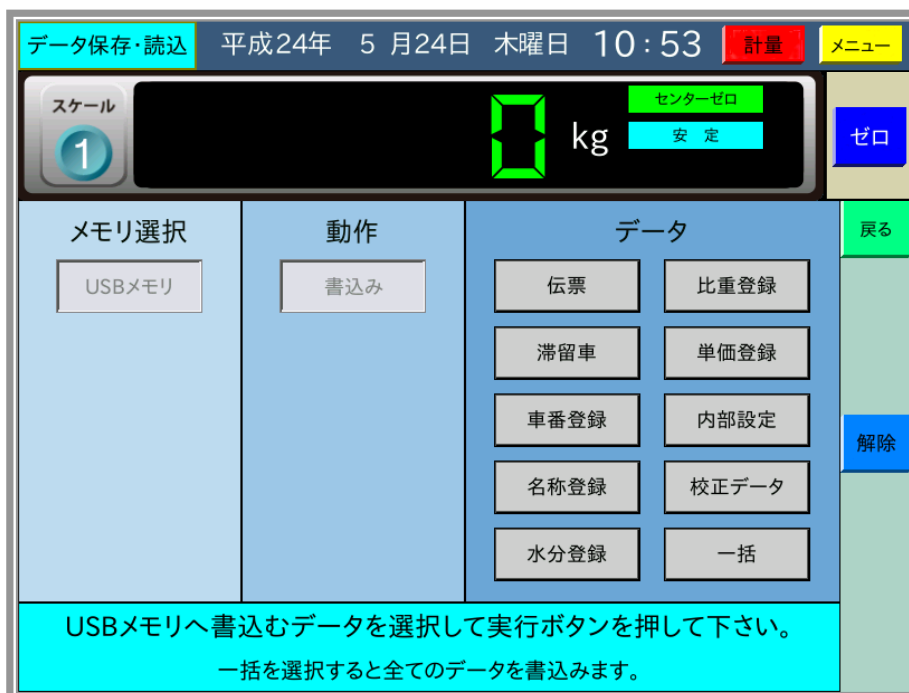 データ保存・読込 平成24年 5月24日 木曜日 10:53 計量 メニュー
スケール
1
0 kg
センターゼロ
安 定
ゼロ
メモリ選択 動作 データ 戻る
USBメモリ 書込み 伝票 比重登録
滞留車 単価登録
車番登録 内部設定
解除
名称登録 校正データ
水分登録 一括
USBメモリへ書込むデータを選択して実行ボタンを押して下さい。
一括を選択すると全てのデータを書込みます。